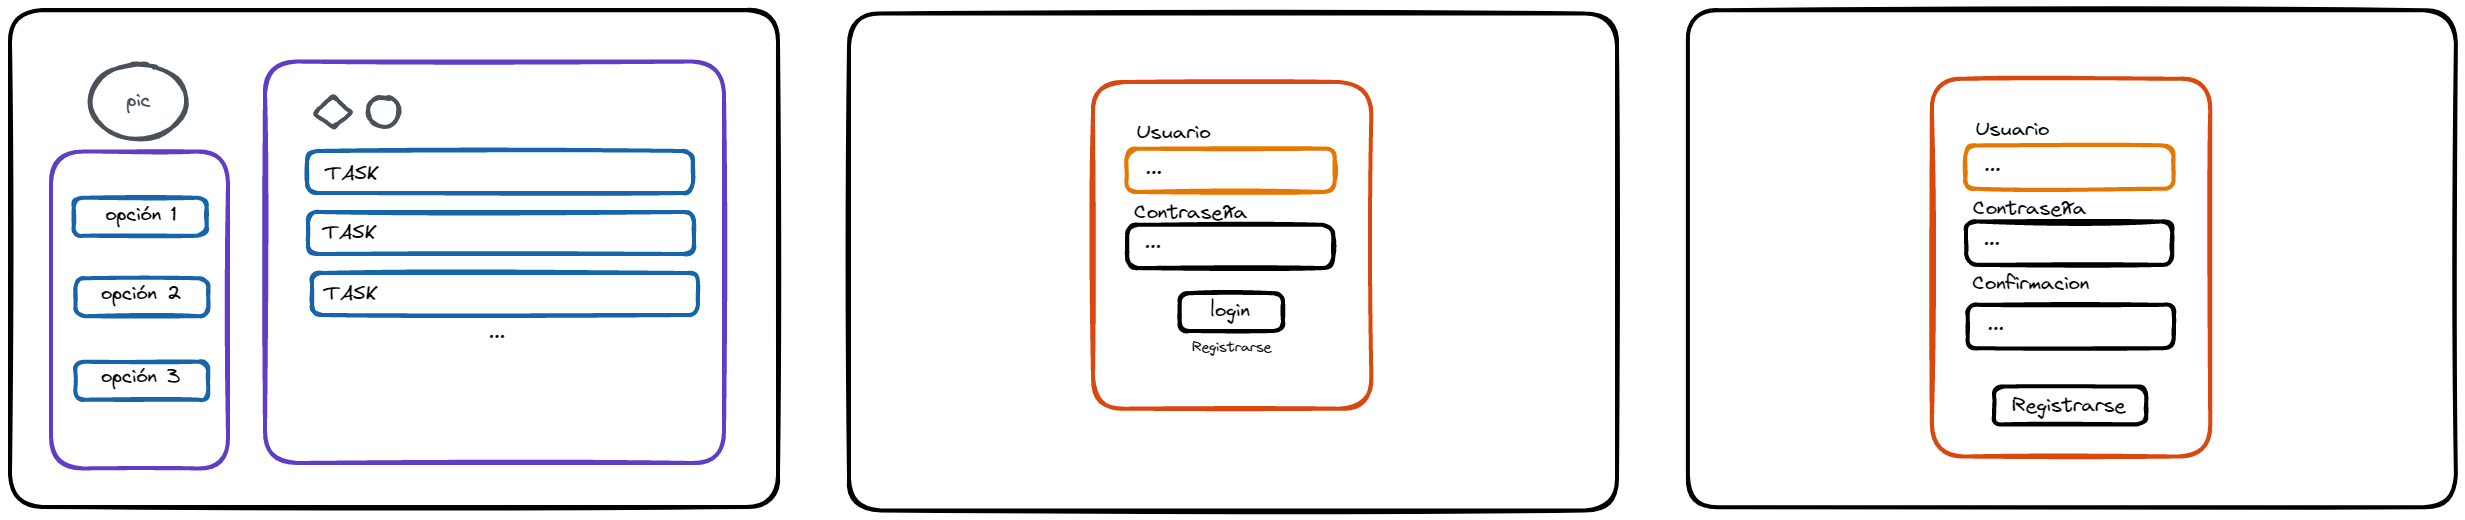 pic
opción 1
opción 2
opción 3
TASK
TASK
TASK
...
Usuario
...
Contraseña
...
login
Registrarse
Usuario
...
Contraseña
...
Confirmacion
...
Registrarse